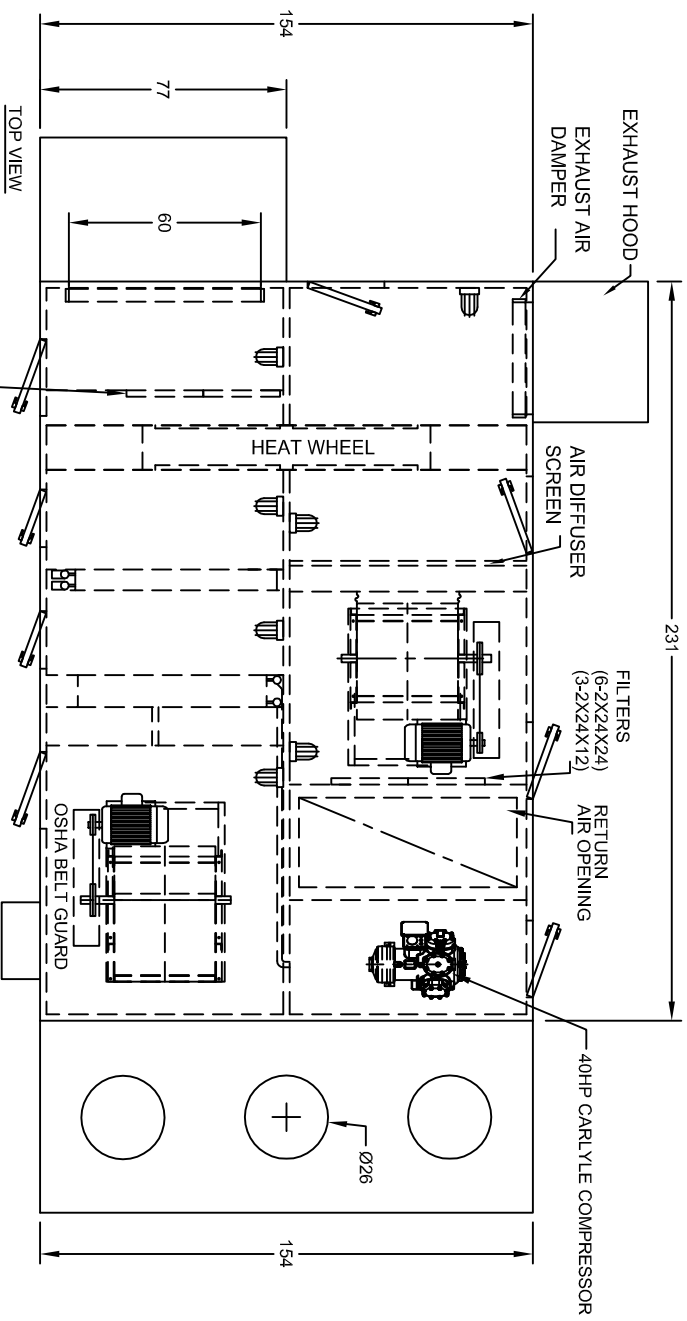 154
77
60
TOP VIEW
EXHAUST HOOD
EXHAUST AIR
DAMPER
231
HEAT WHEEL
AIR DIFFUSER
SCREEN
FILTERS
(6-2X24X24)
(3-2X24X12)
RETURN
AIR OPENING
OSHA BELT GUARD
40HP CARLYLE COMPRESSOR
Ø26
154